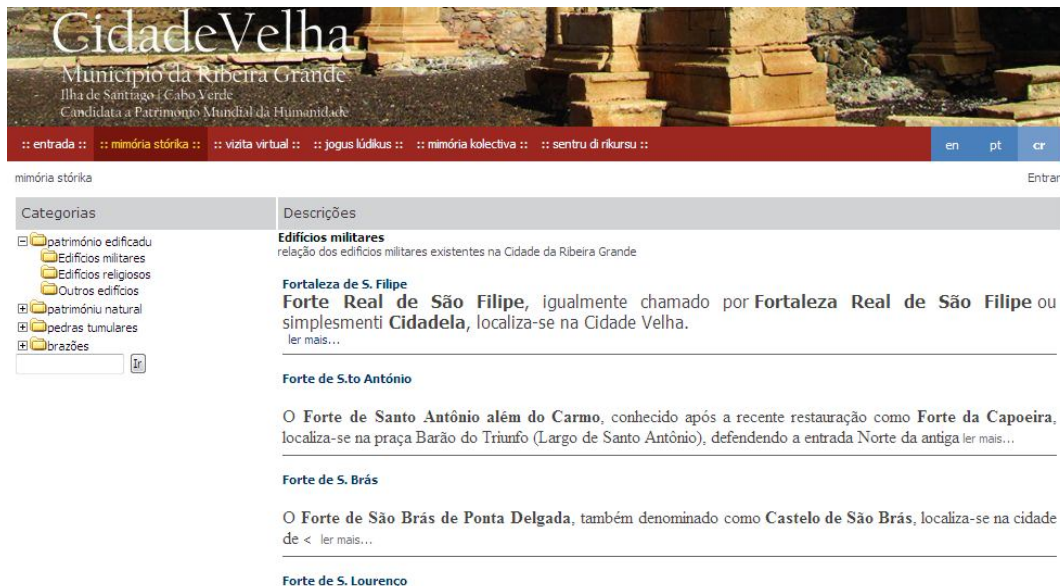 CidadeVelha
Município da Ribeira Grande
Ilha de Santiago | Cabo Verde
Candidata a Patrimonio Mundial da Humanidade
:: entrada :: :: mimória stórika :: :: vizita virtual :: :: jogus lúdikus :: :: mimória kolectiva :: :: sentru di rikursu :: en pt cr
mimória stórika Entrar
Categorias
património edificadu
Edifícios militares
Edifícios religiosos
Outros edifícios
patrimóniu natural
pedras tumulares
brazões
Ir
Descrições
Edifícios militares
relação dos edificios militares existentes na Cidade da Ribeira Grande
Fortaleza de S. Filipe
Forte Real de São Filipe, igualmente chamado por Fortaleza Real de São Filipe ou
simplesmenti Cidadela, localiza-se na Cidade Velha.
ler mais...
Forte de S.to António
O Forte de Santo Antônio além do Carmo, conhecido após a recente restauração como Forte da Capoeira,
localiza-se na praça Barão do Triunfo (Largo de Santo Antônio), defendendo a entrada Norte da antiga ler mais...
Forte de S. Brás
O Forte de São Brás de Ponta Delgada, também denominado como Castelo de São Brás, localiza-se na cidade
de < ler mais...
Forte de S. Lourenço